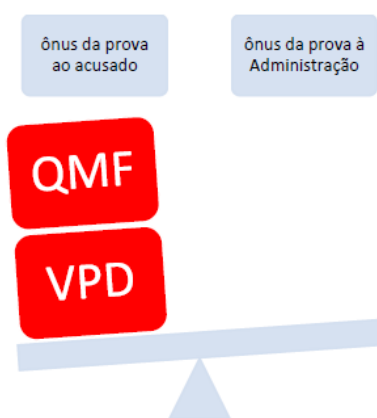 ônus da prova
ao acusado
ônus da prova à
Administração
QMF
VPD